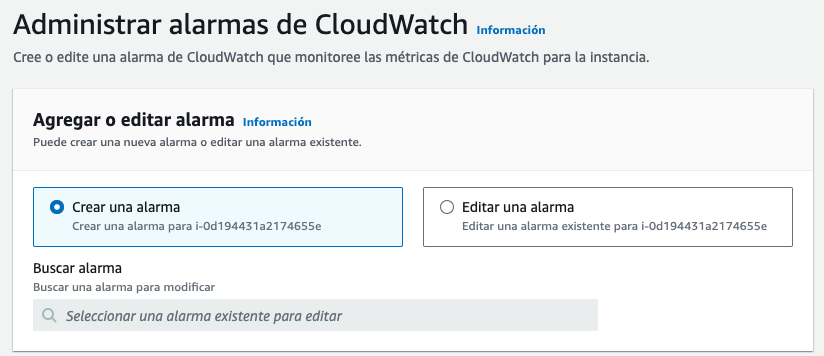 Administrar alarmas de CloudWatch Información
Cree o edite una alarma de CloudWatch que monitoree las métricas de CloudWatch para la instancia.
Agregar o editar alarma Información
Puede crear una nueva alarma o editar una alarma existente.
Crear una alarma
Crear una alarma para i-0d194431a2174655e
Editar una alarma
Editar una alarma existente para i-0d194431a2174655e
Buscar alarma
Buscar una alarma para modificar
Seleccionar una alarma existente para editar